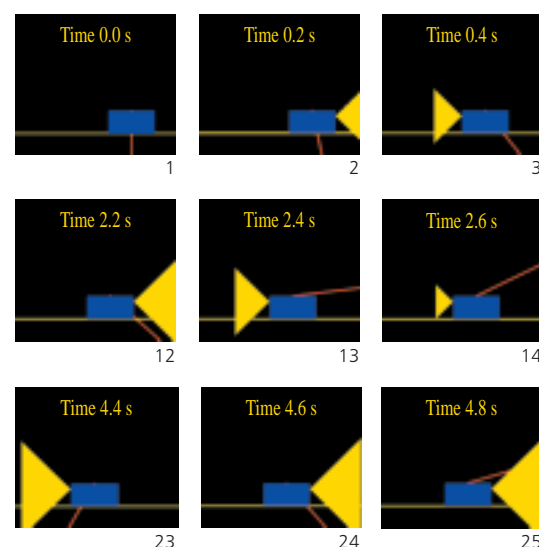 Time 0.0 s
Time 0.2 s
Time 0.4 s
1
2
3
Time 2.2 s
Time 2.4 s
Time 2.6 s
12
13
14
Time 4.4 s
Time 4.6 s
Time 4.8 s
23
24
25